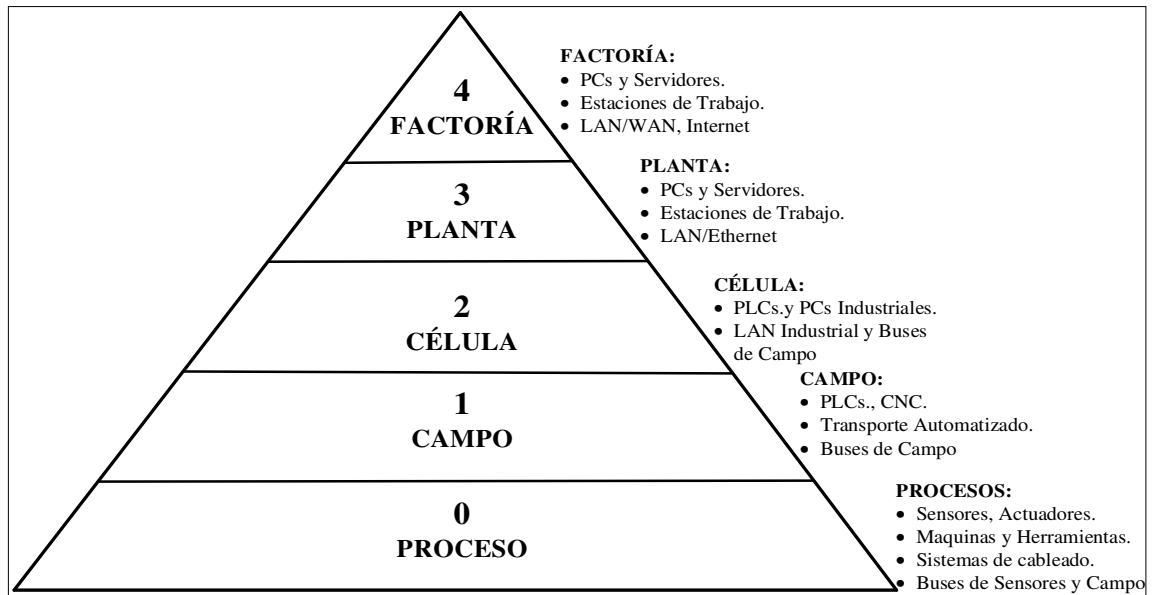 4
FACTORÍA
3
PLANTA
2
CÉLULA
1
CAMPO
0
PROCESO
FACTORÍA:
• PCs y Servidores.
• Estaciones de Trabajo.
• LAN/WAN, Internet
PLANTA:
• PCs y Servidores.
• Estaciones de Trabajo.
• LAN/Ethernet
CÉLULA:
• PLCs.y PCs Industriales.
• LAN Industrial y Buses
de Campo
CAMPO:
• PLCs., CNC.
• Transporte Automatizado.
• Buses de Campo
PROCESOS:
• Sensores, Actuadores.
• Maquinas y Herramientas.
• Sistemas de cableado.
• Buses de Sensores y Campo